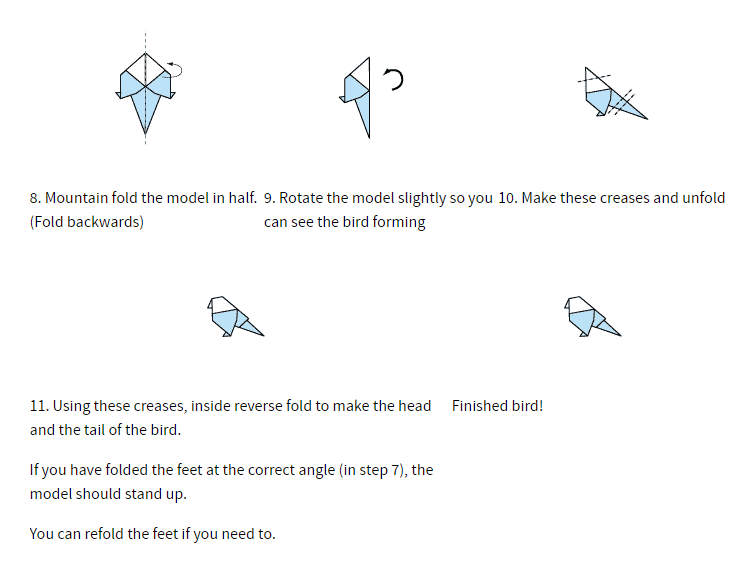 8. Mountain fold the model in half.
(Fold backwards)
9. Rotate the model slightly so you
can see the bird forming
10. Make these creases and unfold
11. Using these creases, inside reverse fold to make the head
and the tail of the bird.
If you have folded the feet at the correct angle (in step 7), the
model should stand up.
You can refold the feet if you need to.
Finished bird!